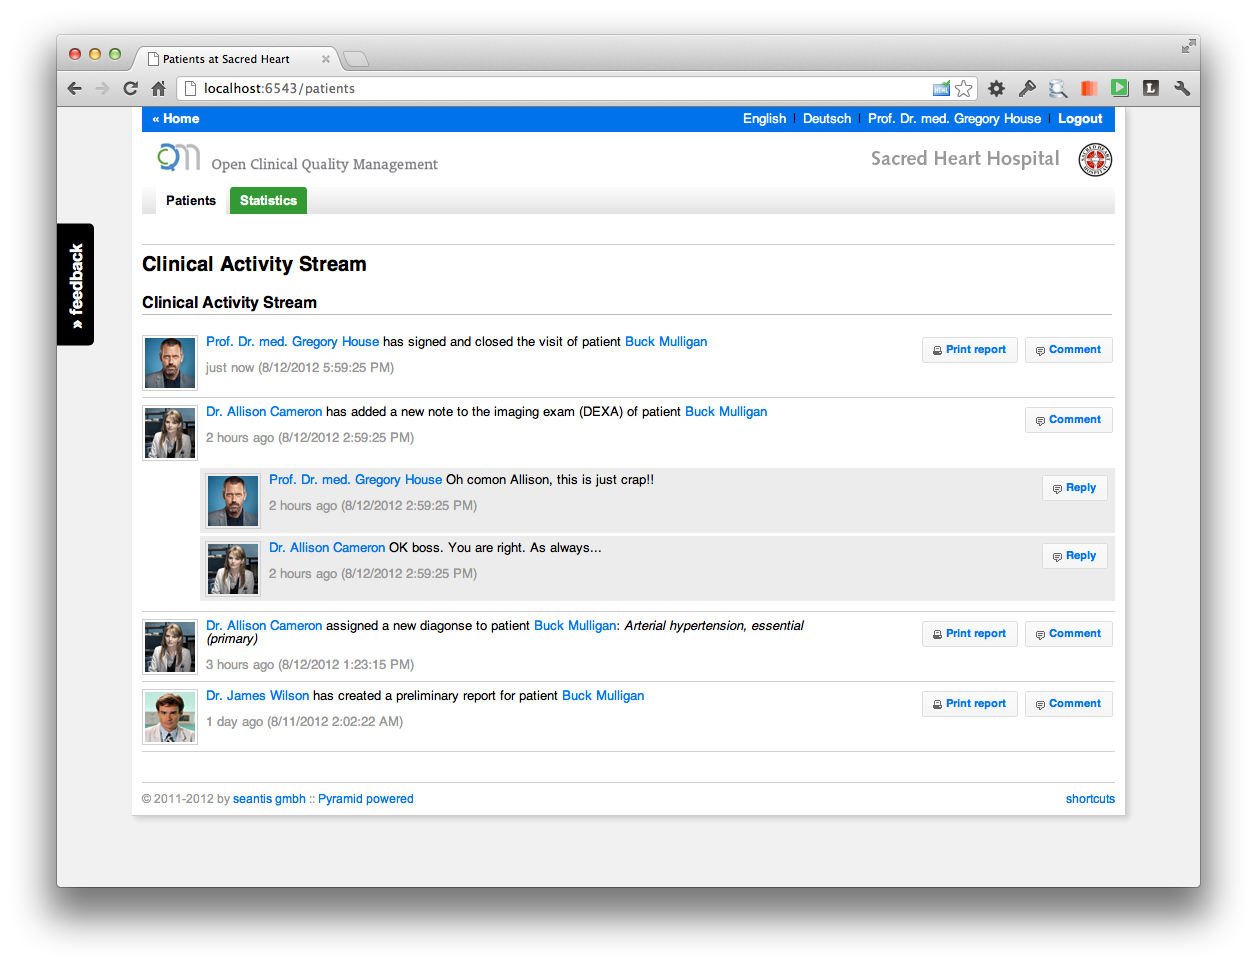 Patients at Sacred Heart
localhost:6543/patients
« Home
English | Deutsch | Prof. Dr. med. Gregory House | Logout
QM Open Clinical Quality Management
Sacred Heart Hospital
SACRED HEART HOSPITAL
Patients Statistics
» feedback
Clinical Activity Stream
Clinical Activity Stream
Prof. Dr. med. Gregory House has signed and closed the visit of patient Buck Mulligan
just now (8/12/2012 5:59:25 PM)
Print report Comment
Dr. Allison Cameron has added a new note to the imaging exam (DEXA) of patient Buck Mulligan
2 hours ago (8/12/2012 2:59:25 PM)
Comment
Prof. Dr. med. Gregory House Oh comon Allison, this is just crap!!
2 hours ago (8/12/2012 2:59:25 PM)
Reply
Dr. Allison Cameron OK boss. You are right. As always...
2 hours ago (8/12/2012 2:59:25 PM)
Reply
Dr. Allison Cameron assigned a new diagonse to patient Buck Mulligan: Arterial hypertension, essential
(primary)
3 hours ago (8/12/2012 1:23:15 PM)
Print report Comment
Dr. James Wilson has created a preliminary report for patient Buck Mulligan
1 day ago (8/11/2012 2:02:22 AM)
Print report Comment
© 2011-2012 by seantis gmbh :: Pyramid powered
shortcuts